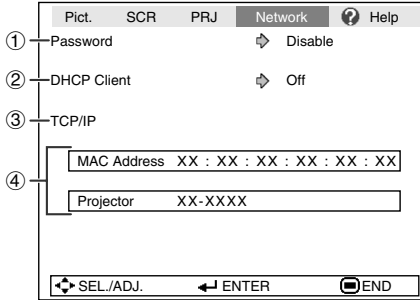 Pict. SCR PRJ Network ? Help
① Password Disable
② DHCP Client Off
③ TCP/IP
④
MAC Address XX : XX : XX : XX : XX : XX
Projector XX-XXXX
SEL./ADJ. ENTER END